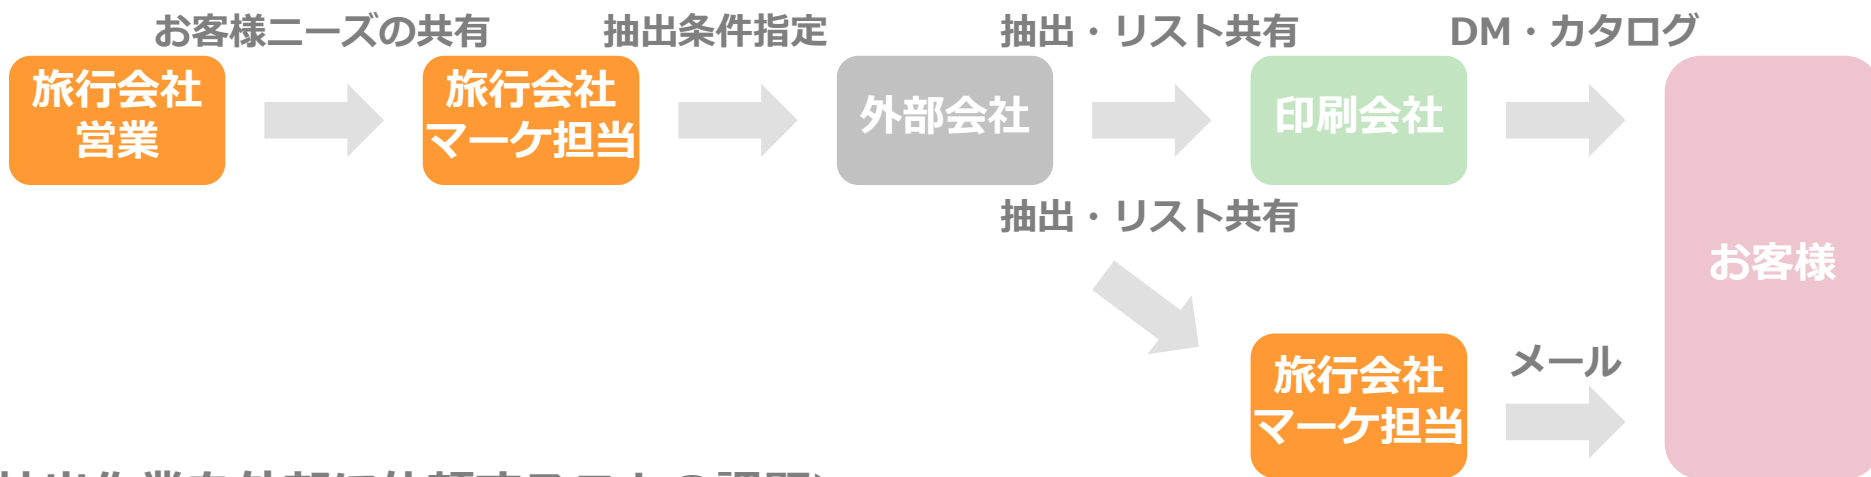 お客様ニーズの共有
抽出条件指定
抽出・リスト共有
DM・カタログ
旅行会社
営業
旅行会社
マーケ担当
外部会社
印刷会社
抽出・リスト共有
お客様
旅行会社
マーケ担当
メール